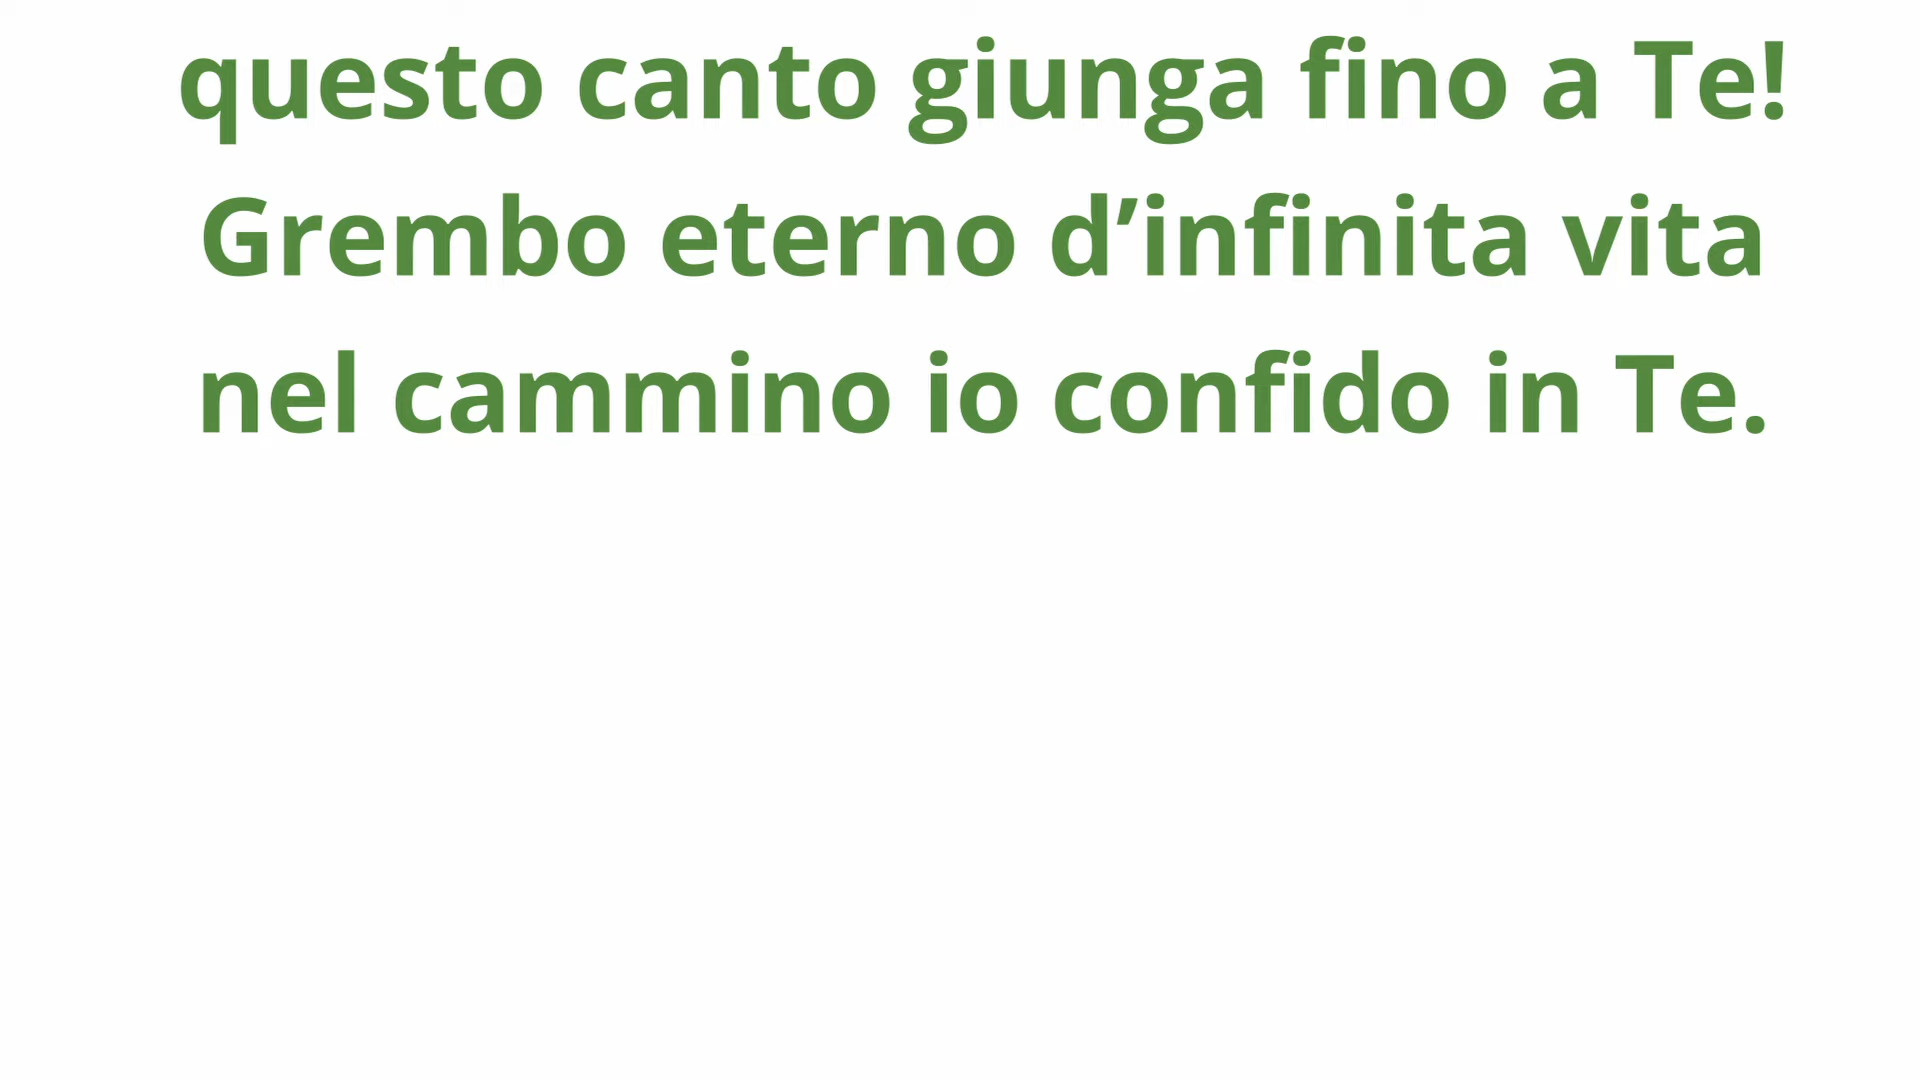 questo canto giunga fino a Te!
Grembo eterno d’infinita vita
nel cammino io confido in Te.